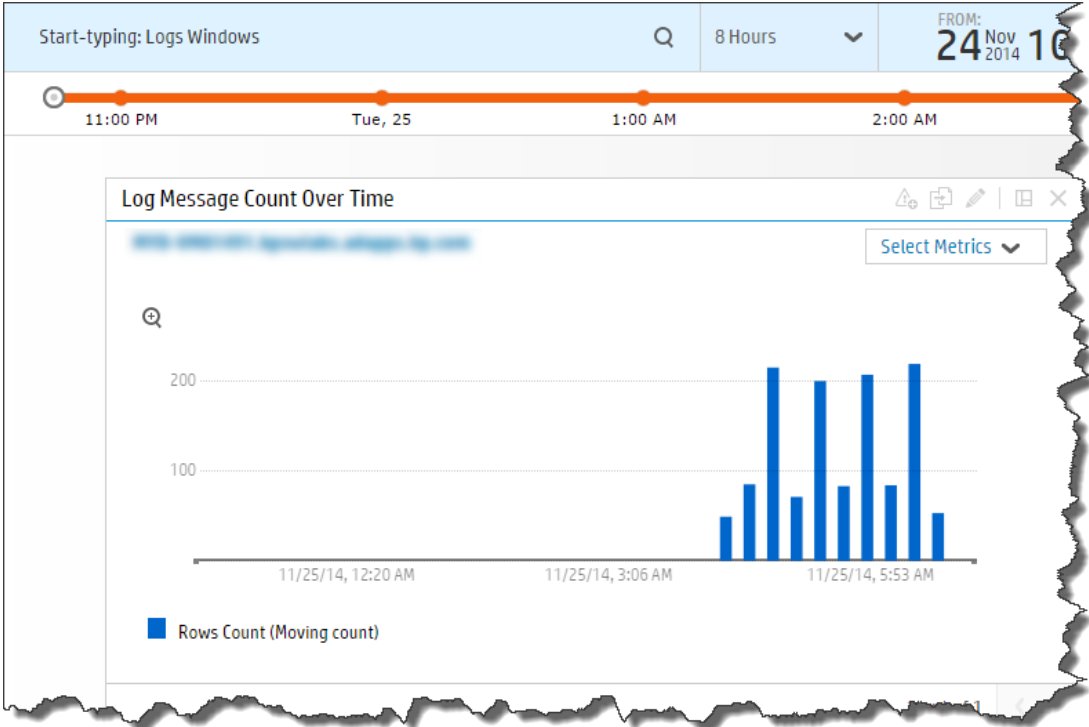 Start-typing: Logs Windows
8 Hours
FROM:
24 Nov 2014
11:00 PM
Tue, 25
1:00 AM
2:00 AM
Log Message Count Over Time
Select Metrics
200
100
11/25/14, 12:20 AM
11/25/14, 3:06 AM
11/25/14, 5:53 AM
Rows Count (Moving count)